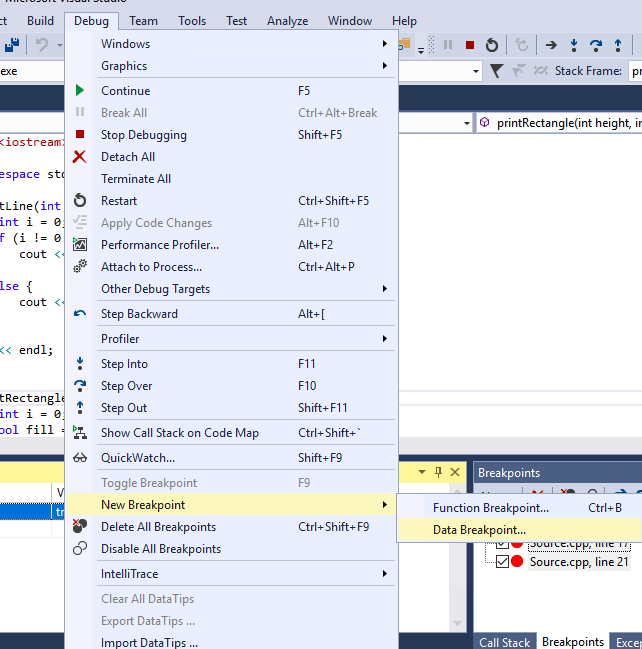 Microsoft Visual Studio
ct Build Debug Team Tools Test Analyze Window Help
exe
Stack Frame: pr
printRectangle(int height, in
Windows
Graphics
Continue F5
Break All Ctrl+Alt+Break
Stop Debugging Shift+F5
Detach All
Terminate All
Restart Ctrl+Shift+F5
Apply Code Changes Alt+F10
Performance Profiler... Alt+F2
Attach to Process... Ctrl+Alt+P
Other Debug Targets
Step Backward Alt+[
Profiler
Step Into F11
Step Over F10
Step Out Shift+F11
Show Call Stack on Code Map Ctrl+Shift+`
QuickWatch... Shift+F9
Toggle Breakpoint F9
New Breakpoint
Delete All Breakpoints Ctrl+Shift+F9
Disable All Breakpoints
IntelliTrace
Clear All DataTips
Export DataTips ...
Import DataTips ...
<iostream>
espace std
tLine(int
int i = 0;
f (i != 0
cout <<
lse {
cout <<
<< endl;
tRectangle
int i = 0;
ool fill =
V
tr
Breakpoints
Function Breakpoint... Ctrl+B
Data Breakpoint...
Source.cpp, line 17
Source.cpp, line 21
Call Stack Breakpoints Excep